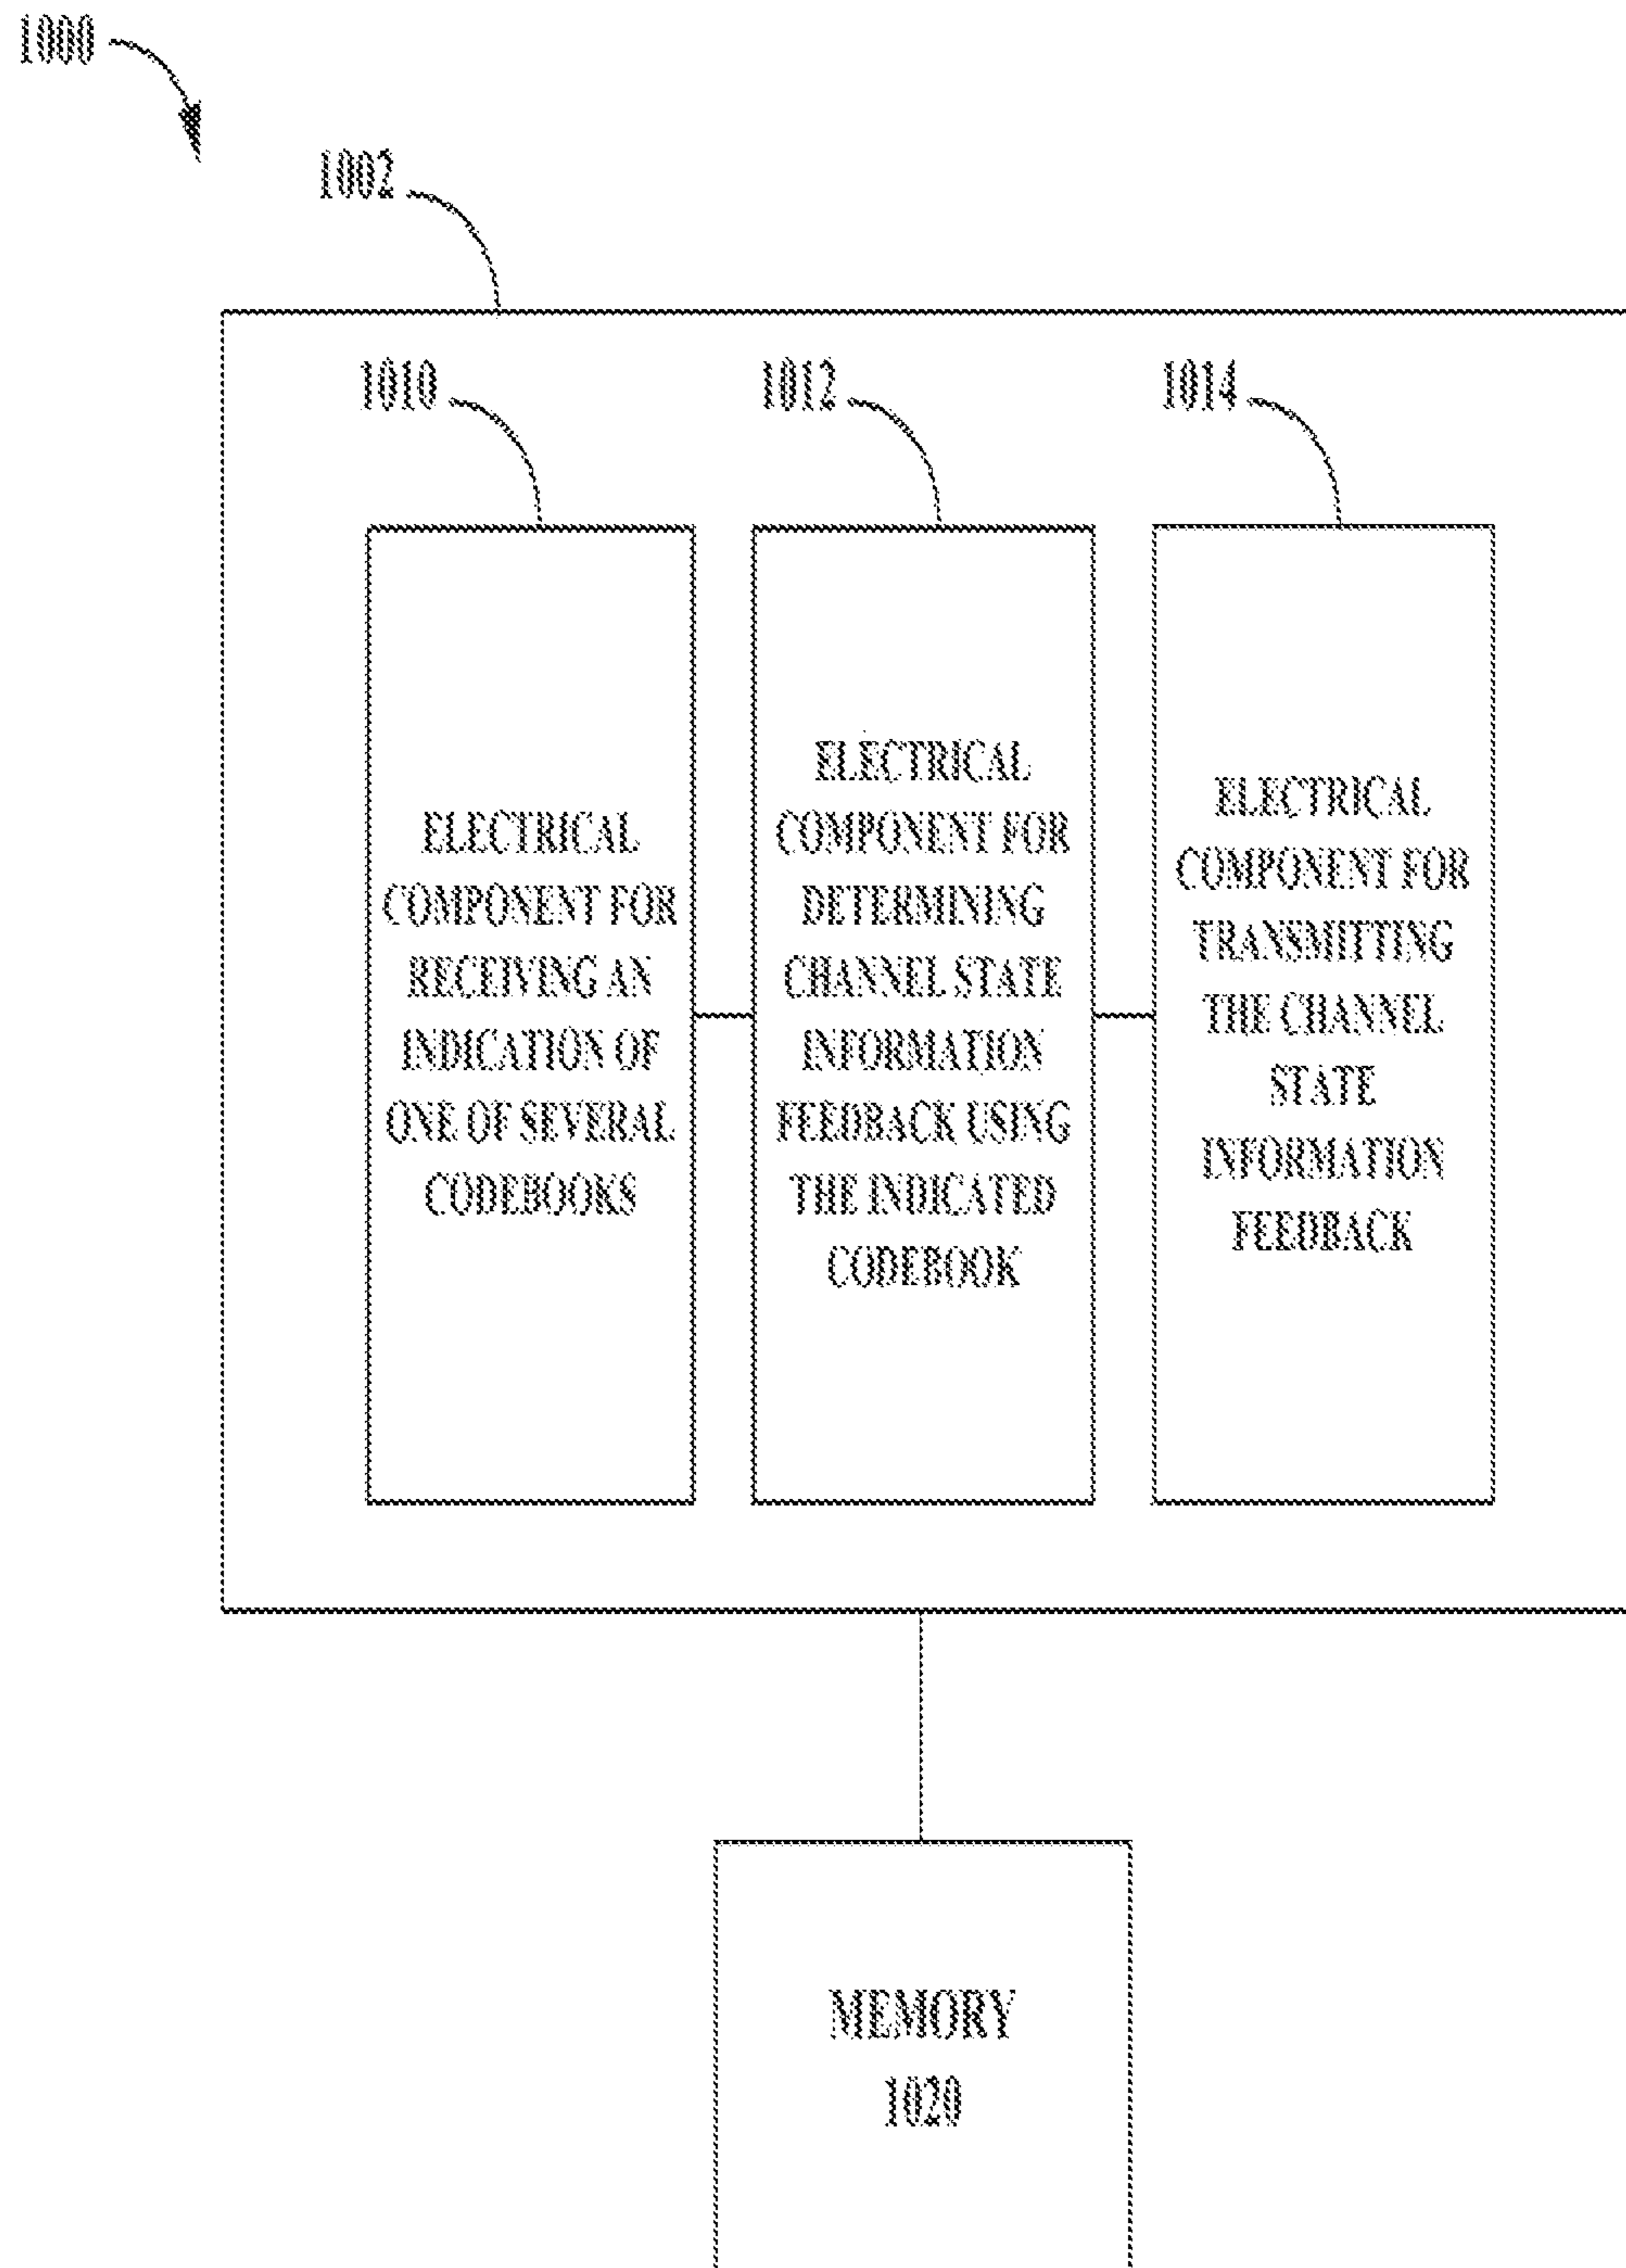 1000
1002
1010
1012
1014
ELECTRICAL
COMPONENT FOR
RECEIVING AN
INDICATION OF
ONE OF SEVERAL
CODEBOOKS
ELECTRICAL
COMPONENT FOR
DETERMINING
CHANNEL STATE
INFORMATION
FEEDBACK USING
THE INDICATED
CODEBOOK
ELECTRICAL
COMPONENT FOR
TRANSMITTING
THE CHANNEL
STATE
INFORMATION
FEEDBACK
MEMORY
1020